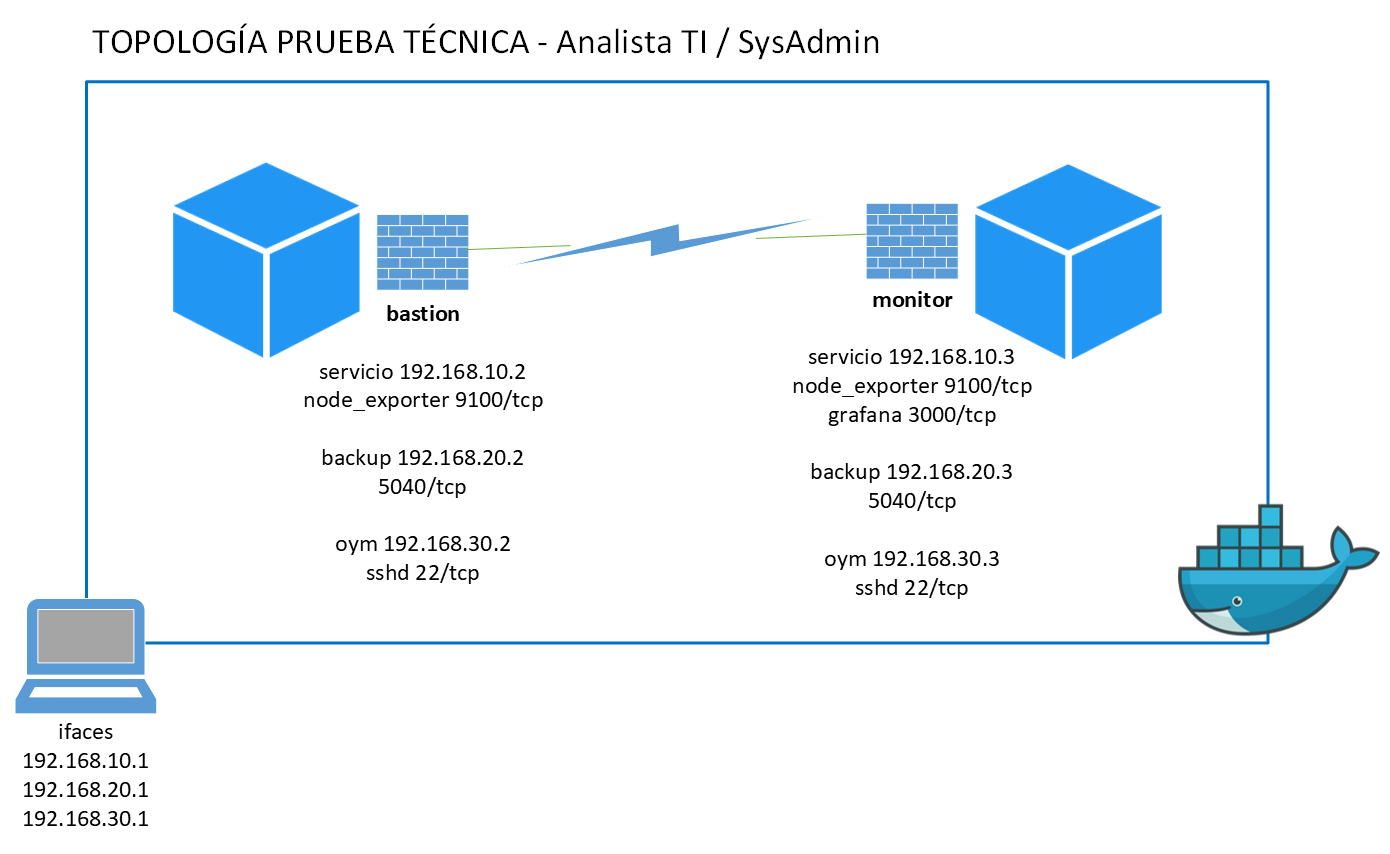 TOPOLOGÍA PRUEBA TÉCNICA - Analista TI / SysAdmin
bastion
servicio 192.168.10.2
node_exporter 9100/tcp
backup 192.168.20.2
5040/tcp
oym 192.168.30.2
sshd 22/tcp
monitor
servicio 192.168.10.3
node_exporter 9100/tcp
grafana 3000/tcp
backup 192.168.20.3
5040/tcp
oym 192.168.30.3
sshd 22/tcp
ifaces
192.168.10.1
192.168.20.1
192.168.30.1